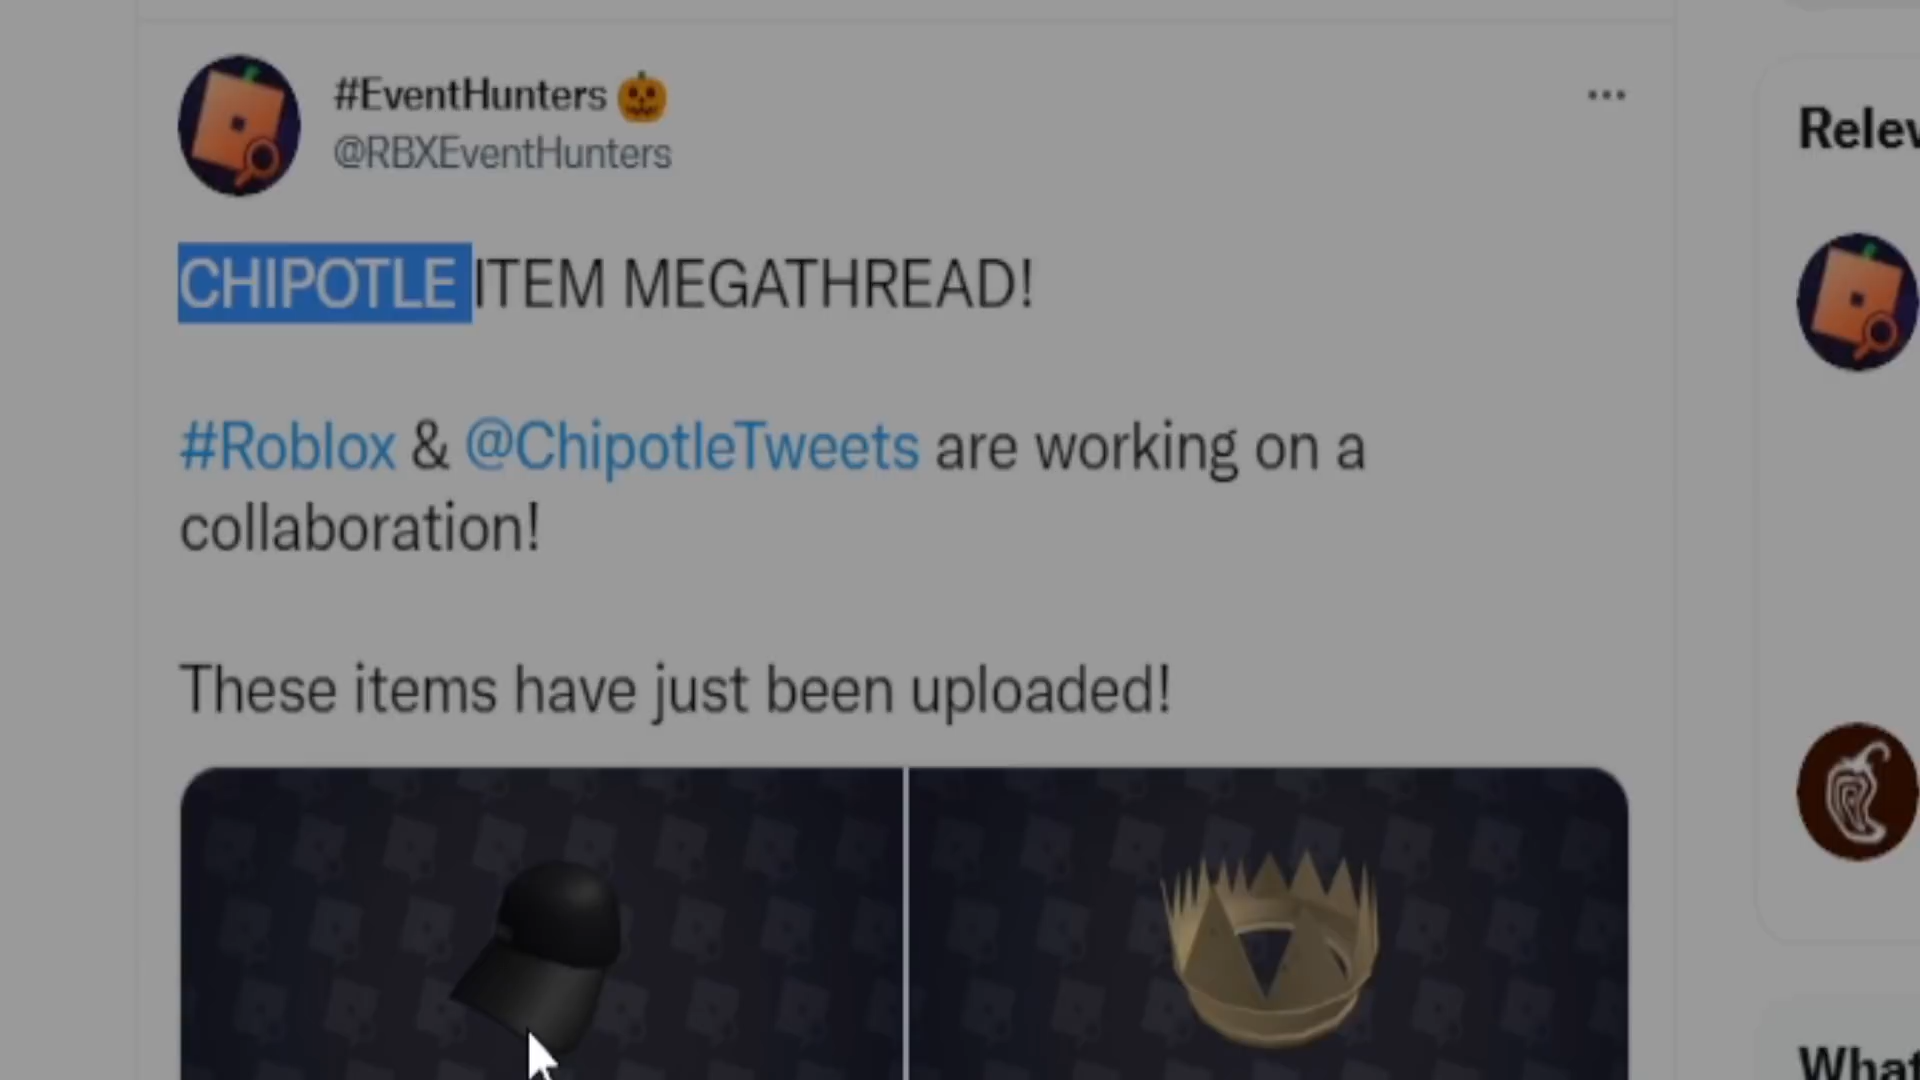 #EventHunters 🎃
@RBXEventHunters
CHIPOTLE ITEM MEGATHREAD!
#Roblox & @ChipotleTweets are working on a
collaboration!
These items have just been uploaded!
Relev
What